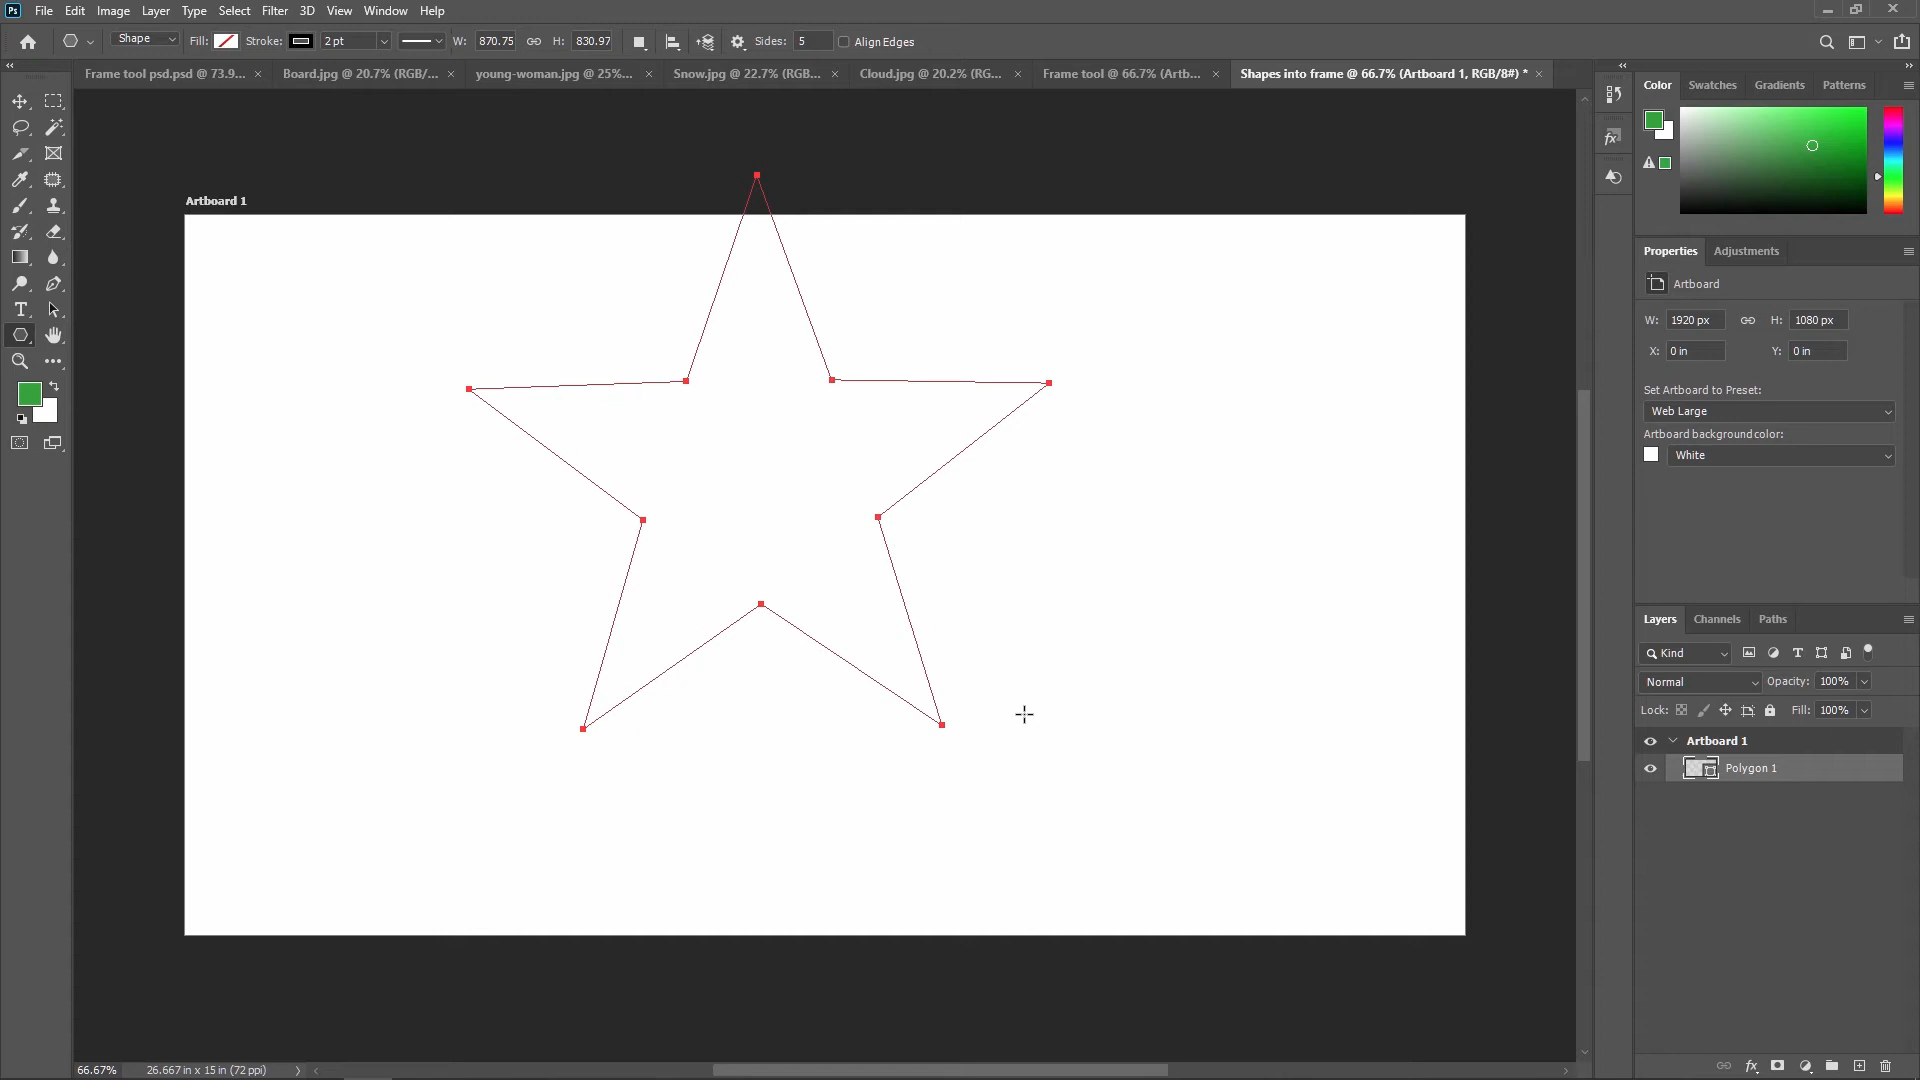 Ps File Edit Image Layer Type Select Filter 3D View Window Help
Shape Fill: Stroke: 2 pt W: 870.75 H: 830.97 Sides: 5 Align Edges
Frame tool psd.psd @ 73.9... × Board.jpg @ 20.7% (RGB/... × young-woman.jpg @ 25%... × Snow.jpg @ 22.7% (RGB... × Cloud.jpg @ 20.2% (RG... × Frame tool @ 66.7% (Artb... × Shapes into frame @ 66.7% (Artboard 1, RGB/8#) * ×
Color Swatches Gradients Patterns
Artboard 1
Properties Adjustments
Artboard
W: 1920 px H: 1080 px
X: 0 in Y: 0 in
Set Artboard to Preset:
Web Large
Artboard background color:
White
Layers Channels Paths
Kind
Normal Opacity: 100%
Lock: Fill: 100%
Artboard 1
Polygon 1
66.67% 26.667 in x 15 in (72 ppi)